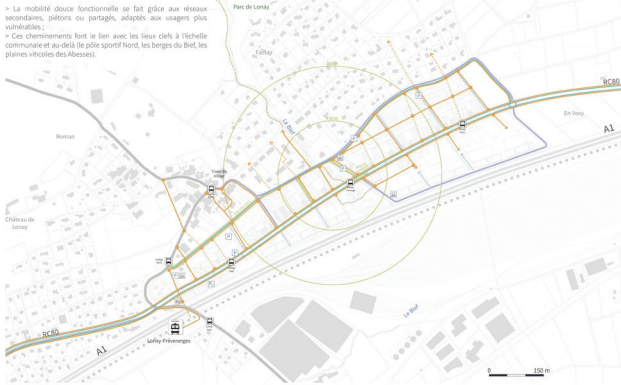 > La mobilité douce fonctionnelle se fait grâce aux réseaux
secondaires, piétons ou partagés, adaptés aux usagers plus
vulnérables ;
> Ces cheminements font le lien avec les lieux clefs à l'échelle
communale et au-delà (le pôle sportif Nord, les berges du Bief, les
plaines viticoles des Abesses).
Parc de Lonay
Faclay
RC80
Le Bief
En Voxy
A1
Roman
Château de
Lonay
Le Bief
RC80
A1
Lonay-Préverenges
0 150 m